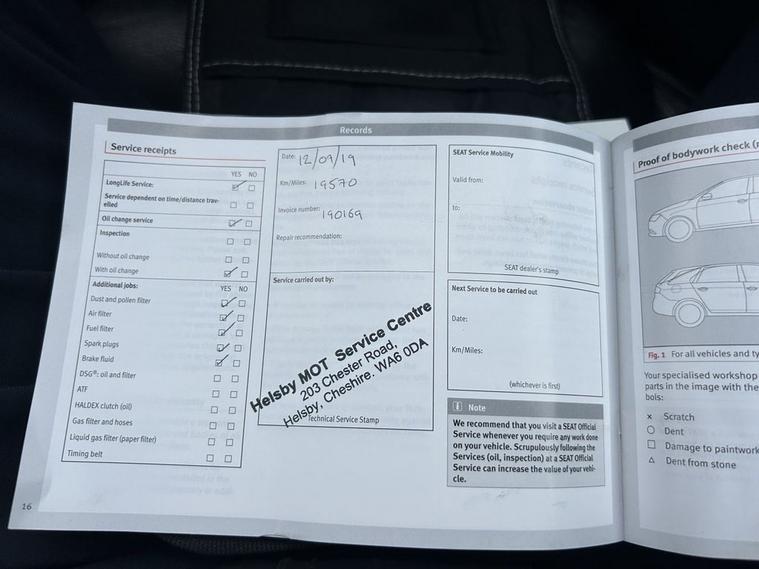 Records
Service receipts
YES NO
LongLife Service:
Service dependent on time/distance trav-
elled
Oil change service
Inspection
Without oil change
With oil change
Additional jobs:
YES NO
Dust and pollen filter
Air filter
Fuel filter
Spark plugs
Brake fluid
DSG®: oil and filter
ATF
HALDEX clutch (oil)
Gas filter and hoses
Liquid gas filter (paper filter)
Timing belt
16
Date: 12/09/19
Km/Miles: 19570
Invoice number: 190169
Repair recommendation:
Service carried out by:
Helsby MOT Service Centre
203 Chester Road,
Helsby, Cheshire. WA6 0DA
Technical Service Stamp
SEAT Service Mobility
Valid from:
to:
SEAT dealer's stamp
Next Service to be carried out
Date:
Km/Miles:
(whichever is first)
i Note
We recommend that you visit a SEAT Official
Service whenever you require any work done
on your vehicle. Scrupulously following the
Services (oil, inspection) at a SEAT Official
Service can increase the value of your vehi-
cle.
Proof of bodywork check (
Fig. 1 For all vehicles and ty
Your specialised workshop
parts in the image with the
bols:
x Scratch
Dent
Damage to paintwork
Dent from stone